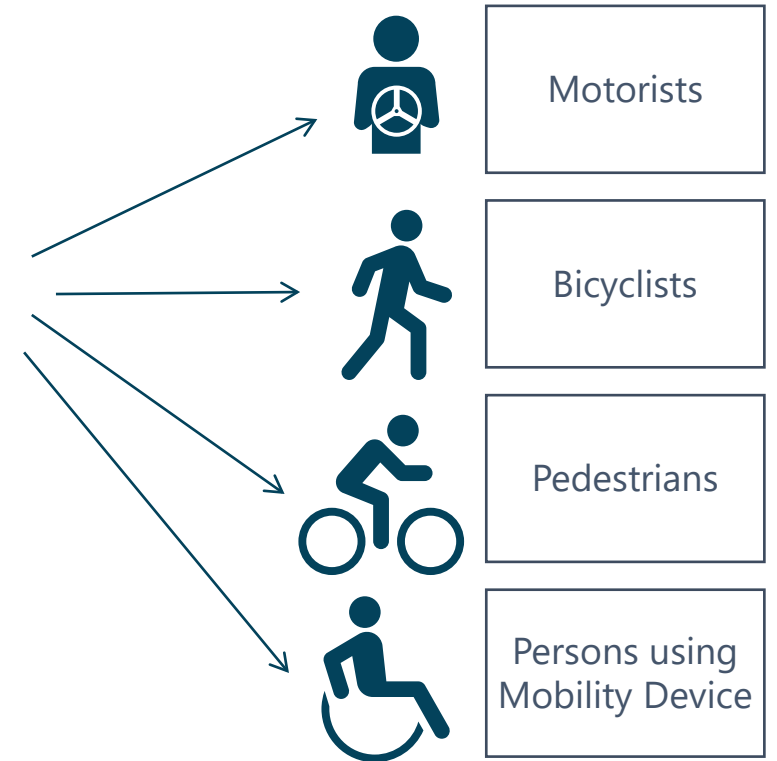 Motorists
Bicyclists
Pedestrians
Persons using
Mobility Device